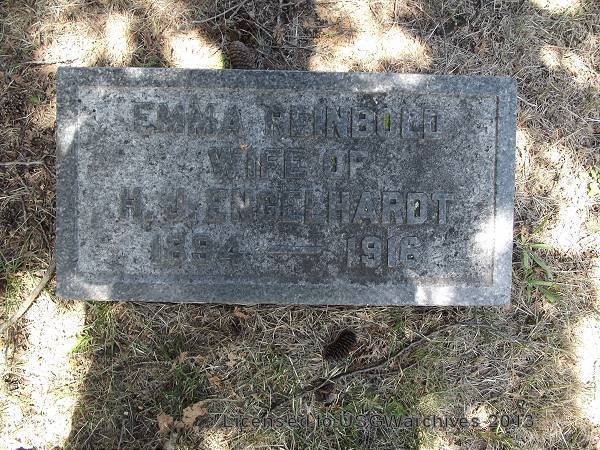 EMMA REINBOLD
WIFE OF
H. J. ENGELHARDT
1894 — 1916
Licensed to USGWarchives 2013